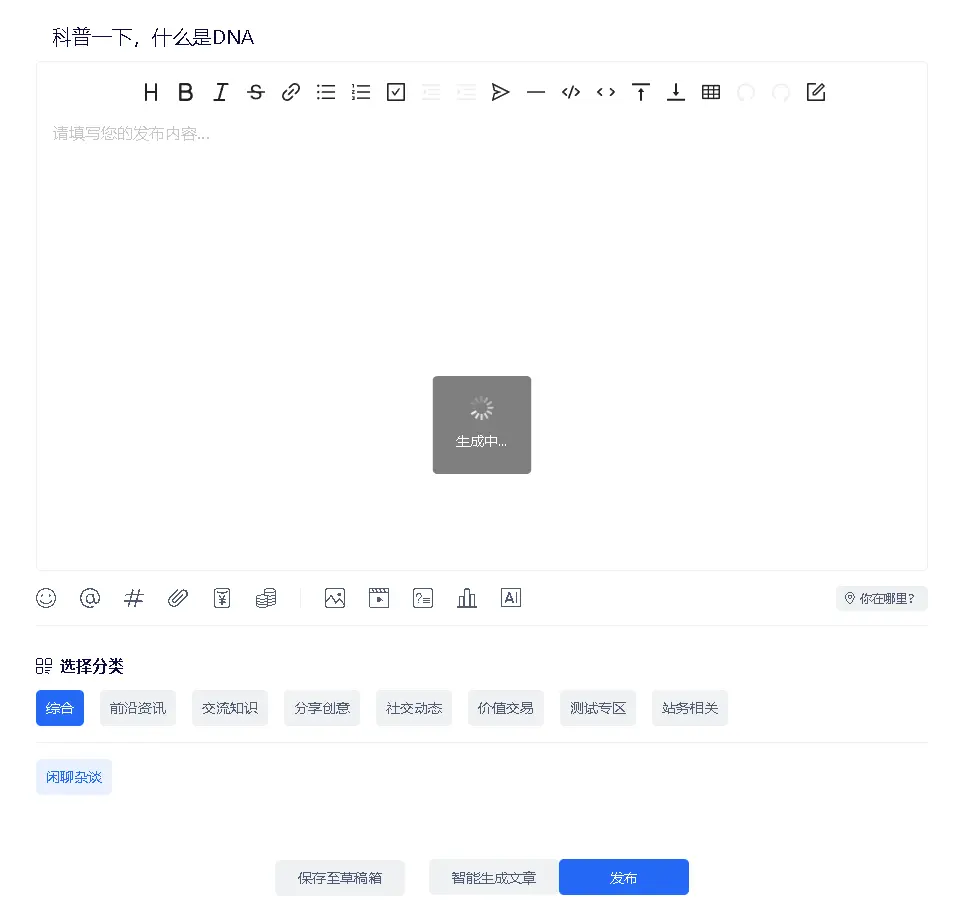 科普一下，什么是DNA
H B I S
请填写您的发布内容...
生成中...
@ # ¥ ? AI 你在哪里?
选择分类
综合 前沿资讯 交流知识 分享创意 社交动态 价值交易 测试专区 站务相关
闲聊杂谈
保存至草稿箱 智能生成文章 发布